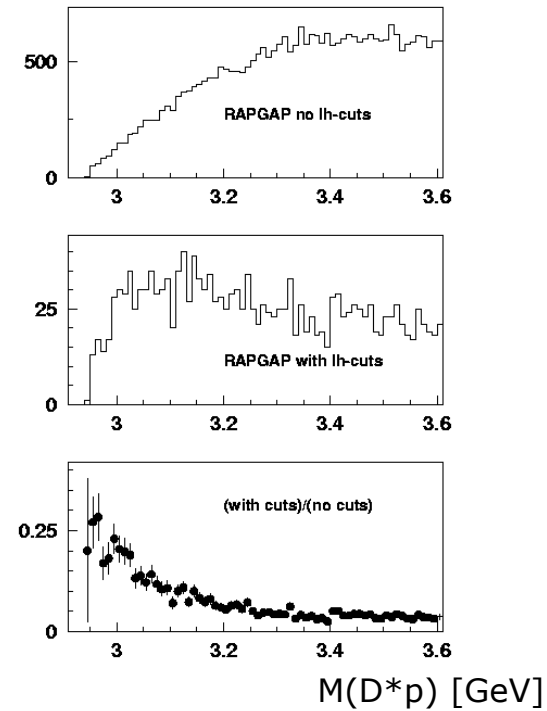 500
0
RAPGAP no lh-cuts
3 3.2 3.4 3.6
25
0
RAPGAP with lh-cuts
3 3.2 3.4 3.6
(with cuts)/(no cuts)
0.25
0
3 3.2 3.4 3.6
M(D*p) [GeV]